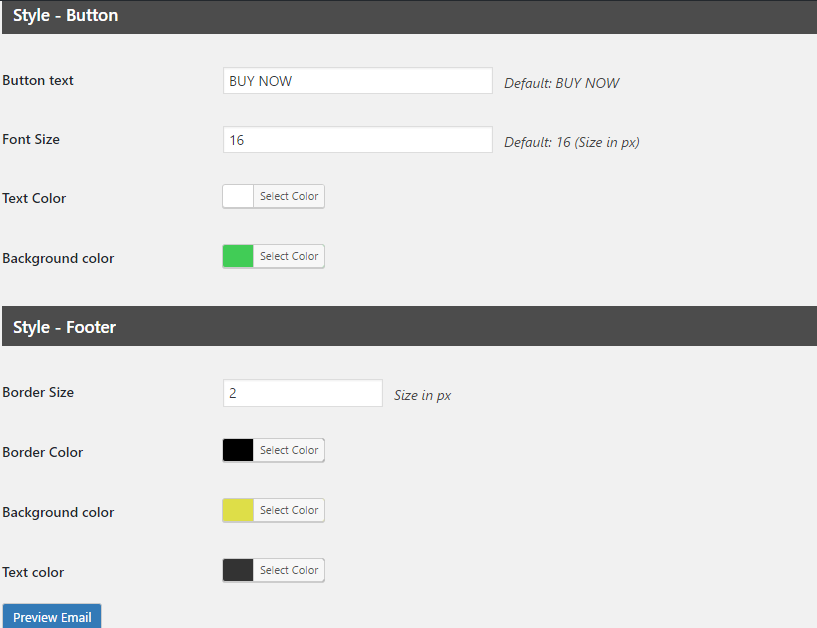 Style - Button
Button text BUY NOW Default: BUY NOW
Font Size 16 Default: 16 (Size in px)
Text Color Select Color
Background color Select Color
Style - Footer
Border Size 2 Size in px
Border Color Select Color
Background color Select Color
Text color Select Color
Preview Email